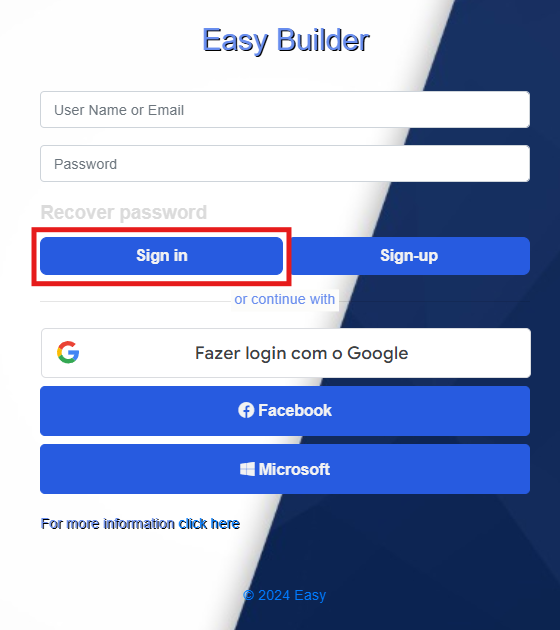 Easy Builder
User Name or Email
Password
Recover password
Sign in
Sign-up
or continue with
Fazer login com o Google
Facebook
Microsoft
For more information click here
© 2024 Easy